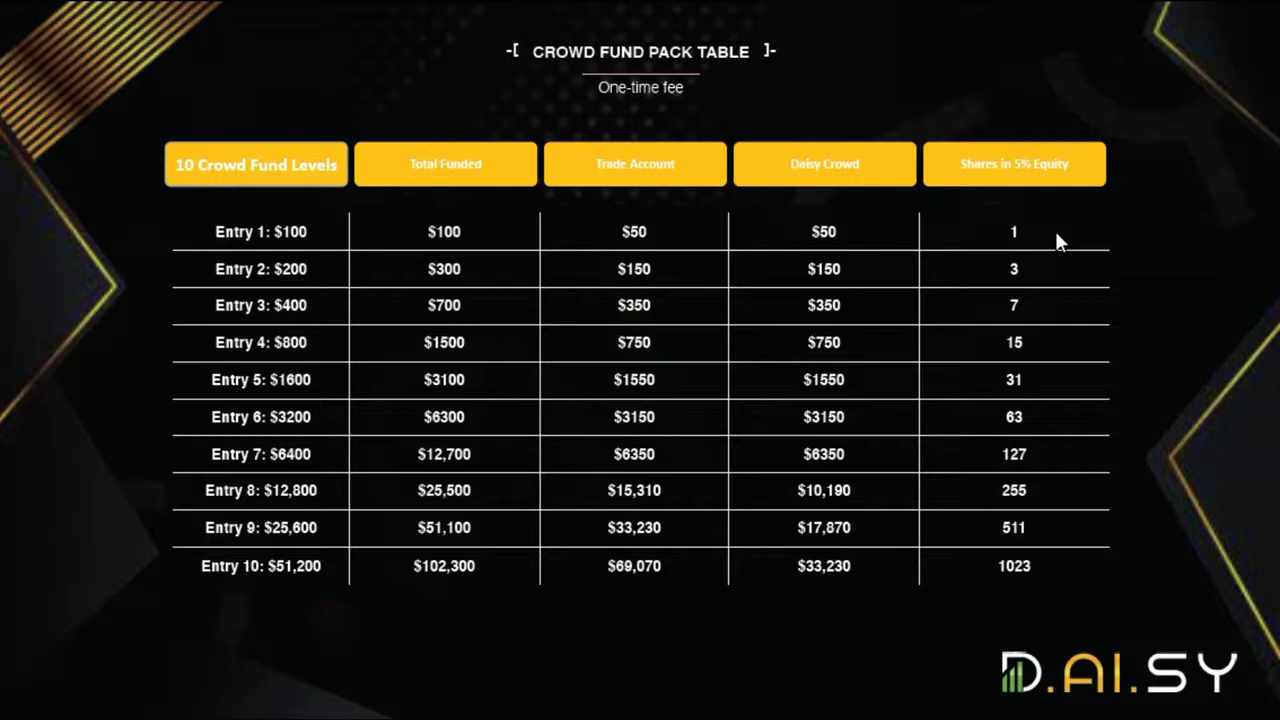 -[ CROWD FUND PACK TABLE ]-
One-time fee
10 Crowd Fund Levels Total Funded Trade Account Daisy Crowd Shares in 5% Equity
Entry 1: $100 $100 $50 $50 1
Entry 2: $200 $300 $150 $150 3
Entry 3: $400 $700 $350 $350 7
Entry 4: $800 $1500 $750 $750 15
Entry 5: $1600 $3100 $1550 $1550 31
Entry 6: $3200 $6300 $3150 $3150 63
Entry 7: $6400 $12,700 $6350 $6350 127
Entry 8: $12,800 $25,500 $15,310 $10,190 255
Entry 9: $25,600 $51,100 $33,230 $17,870 511
Entry 10: $51,200 $102,300 $69,070 $33,230 1023
D.AI.SY